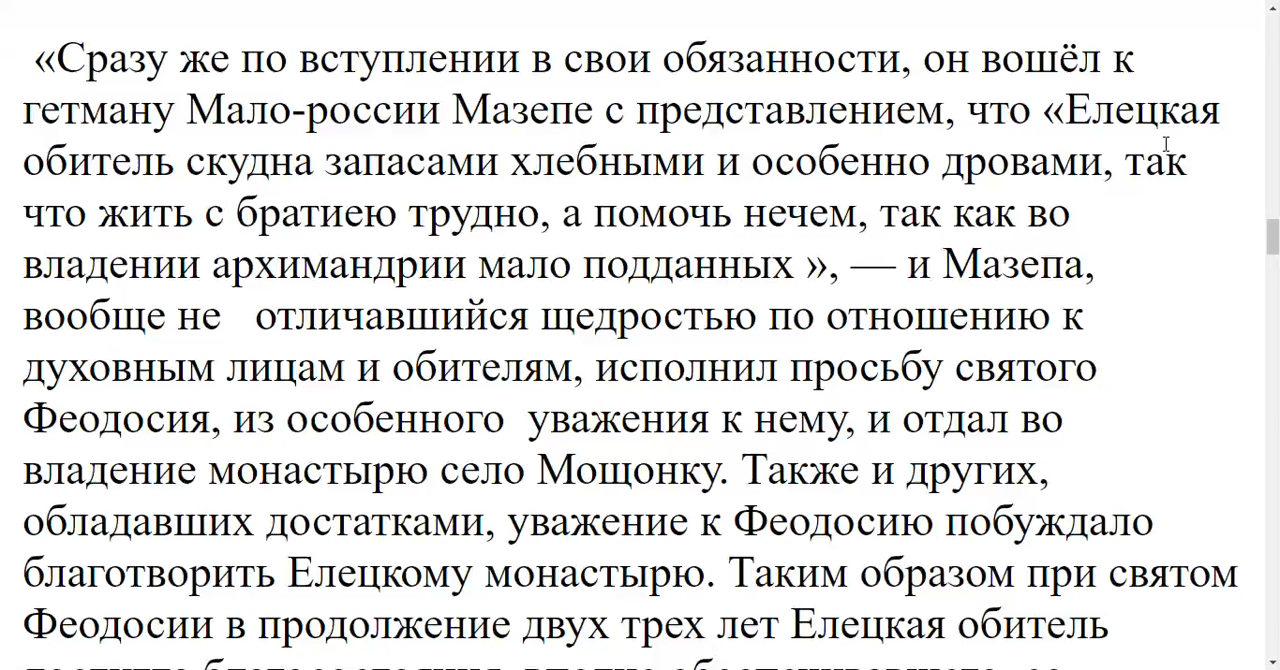 «Сразу же по вступлении в свои обязанности, он вошёл к
гетману Мало-россии Мазепе с представлением, что «Елецкая
обитель скудна запасами хлебными и особенно дровами, так
что жить с братиею трудно, а помочь нечем, так как во
владении архимандрии мало подданных », — и Мазепа,
вообще не   отличавшийся щедростью по отношению к
духовным лицам и обителям, исполнил просьбу святого
Феодосия, из особенного  уважения к нему, и отдал во
владение монастырю село Мощонку. Также и других,
обладавших достатками, уважение к Феодосию побуждало
благотворить Елецкому монастырю. Таким образом при святом
Феодосии в продолжение двух трех лет Елецкая обитель